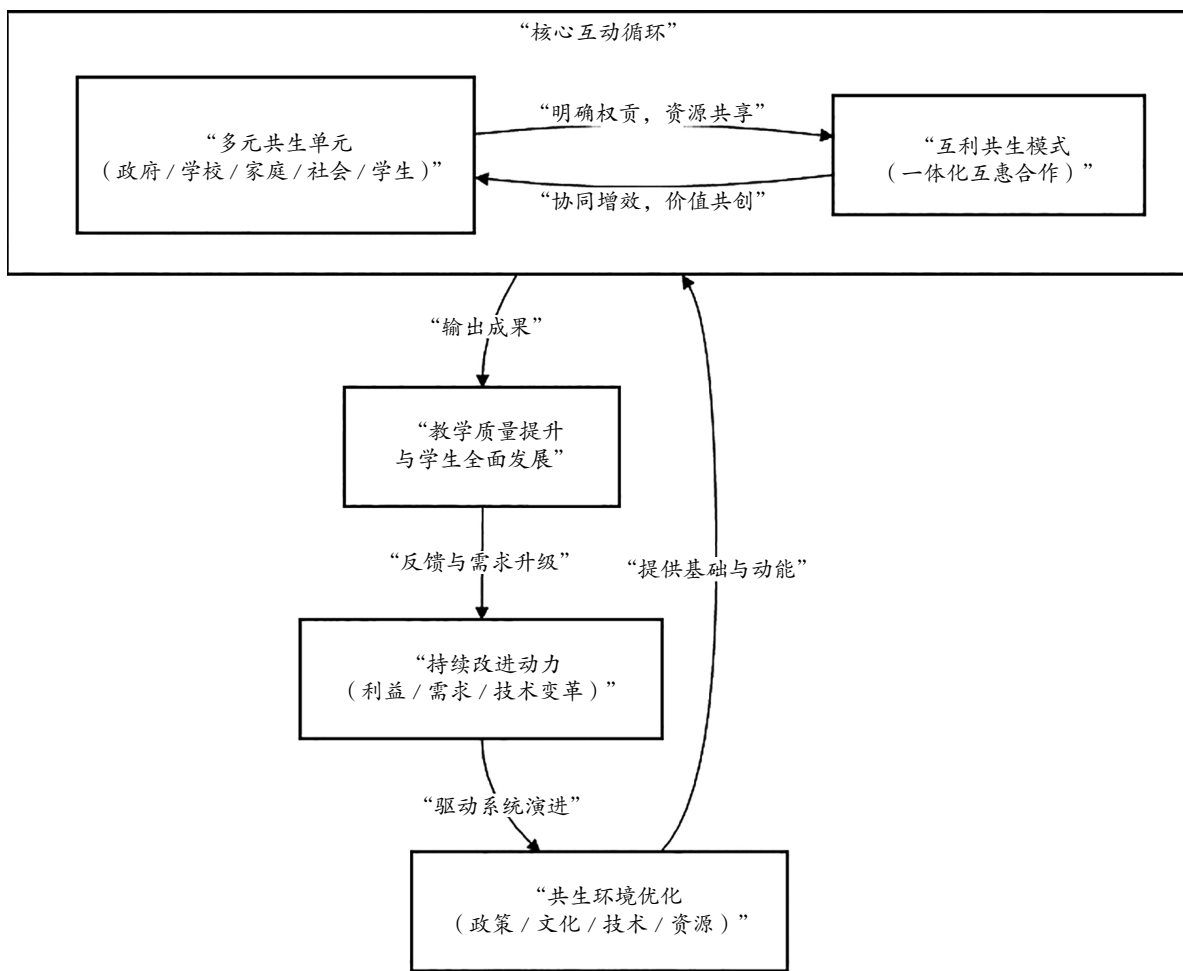 “核心互动循环”
“多元共生单元
（政府/学校/家庭/社会/学生）”
“明确权贡，资源共享”
“互利共生模式
（一体化互惠合作）”
“协同增效，价值共创”
“输出成果”
“教学质量提升
与学生全面发展”
“反馈与需求升级”
“提供基础与动能”
“持续改进动力
（利益/需求/技术变革）”
“驱动系统演进”
“共生环境优化
（政策/文化/技术/资源）”